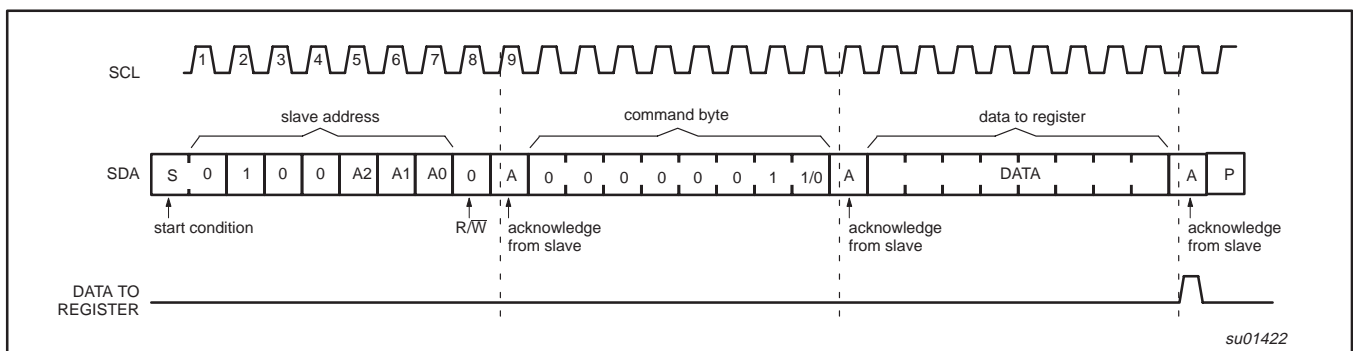 SCL 1 2 3 4 5 6 7 8 9
slave address command byte data to register
SDA S 0 1 0 0 A2 A1 A0 0 A 0 0 0 0 0 0 1 1/0 A DATA A P
start condition R/W̅ acknowledge from slave acknowledge from slave acknowledge from slave
DATA TO
REGISTER
su01422